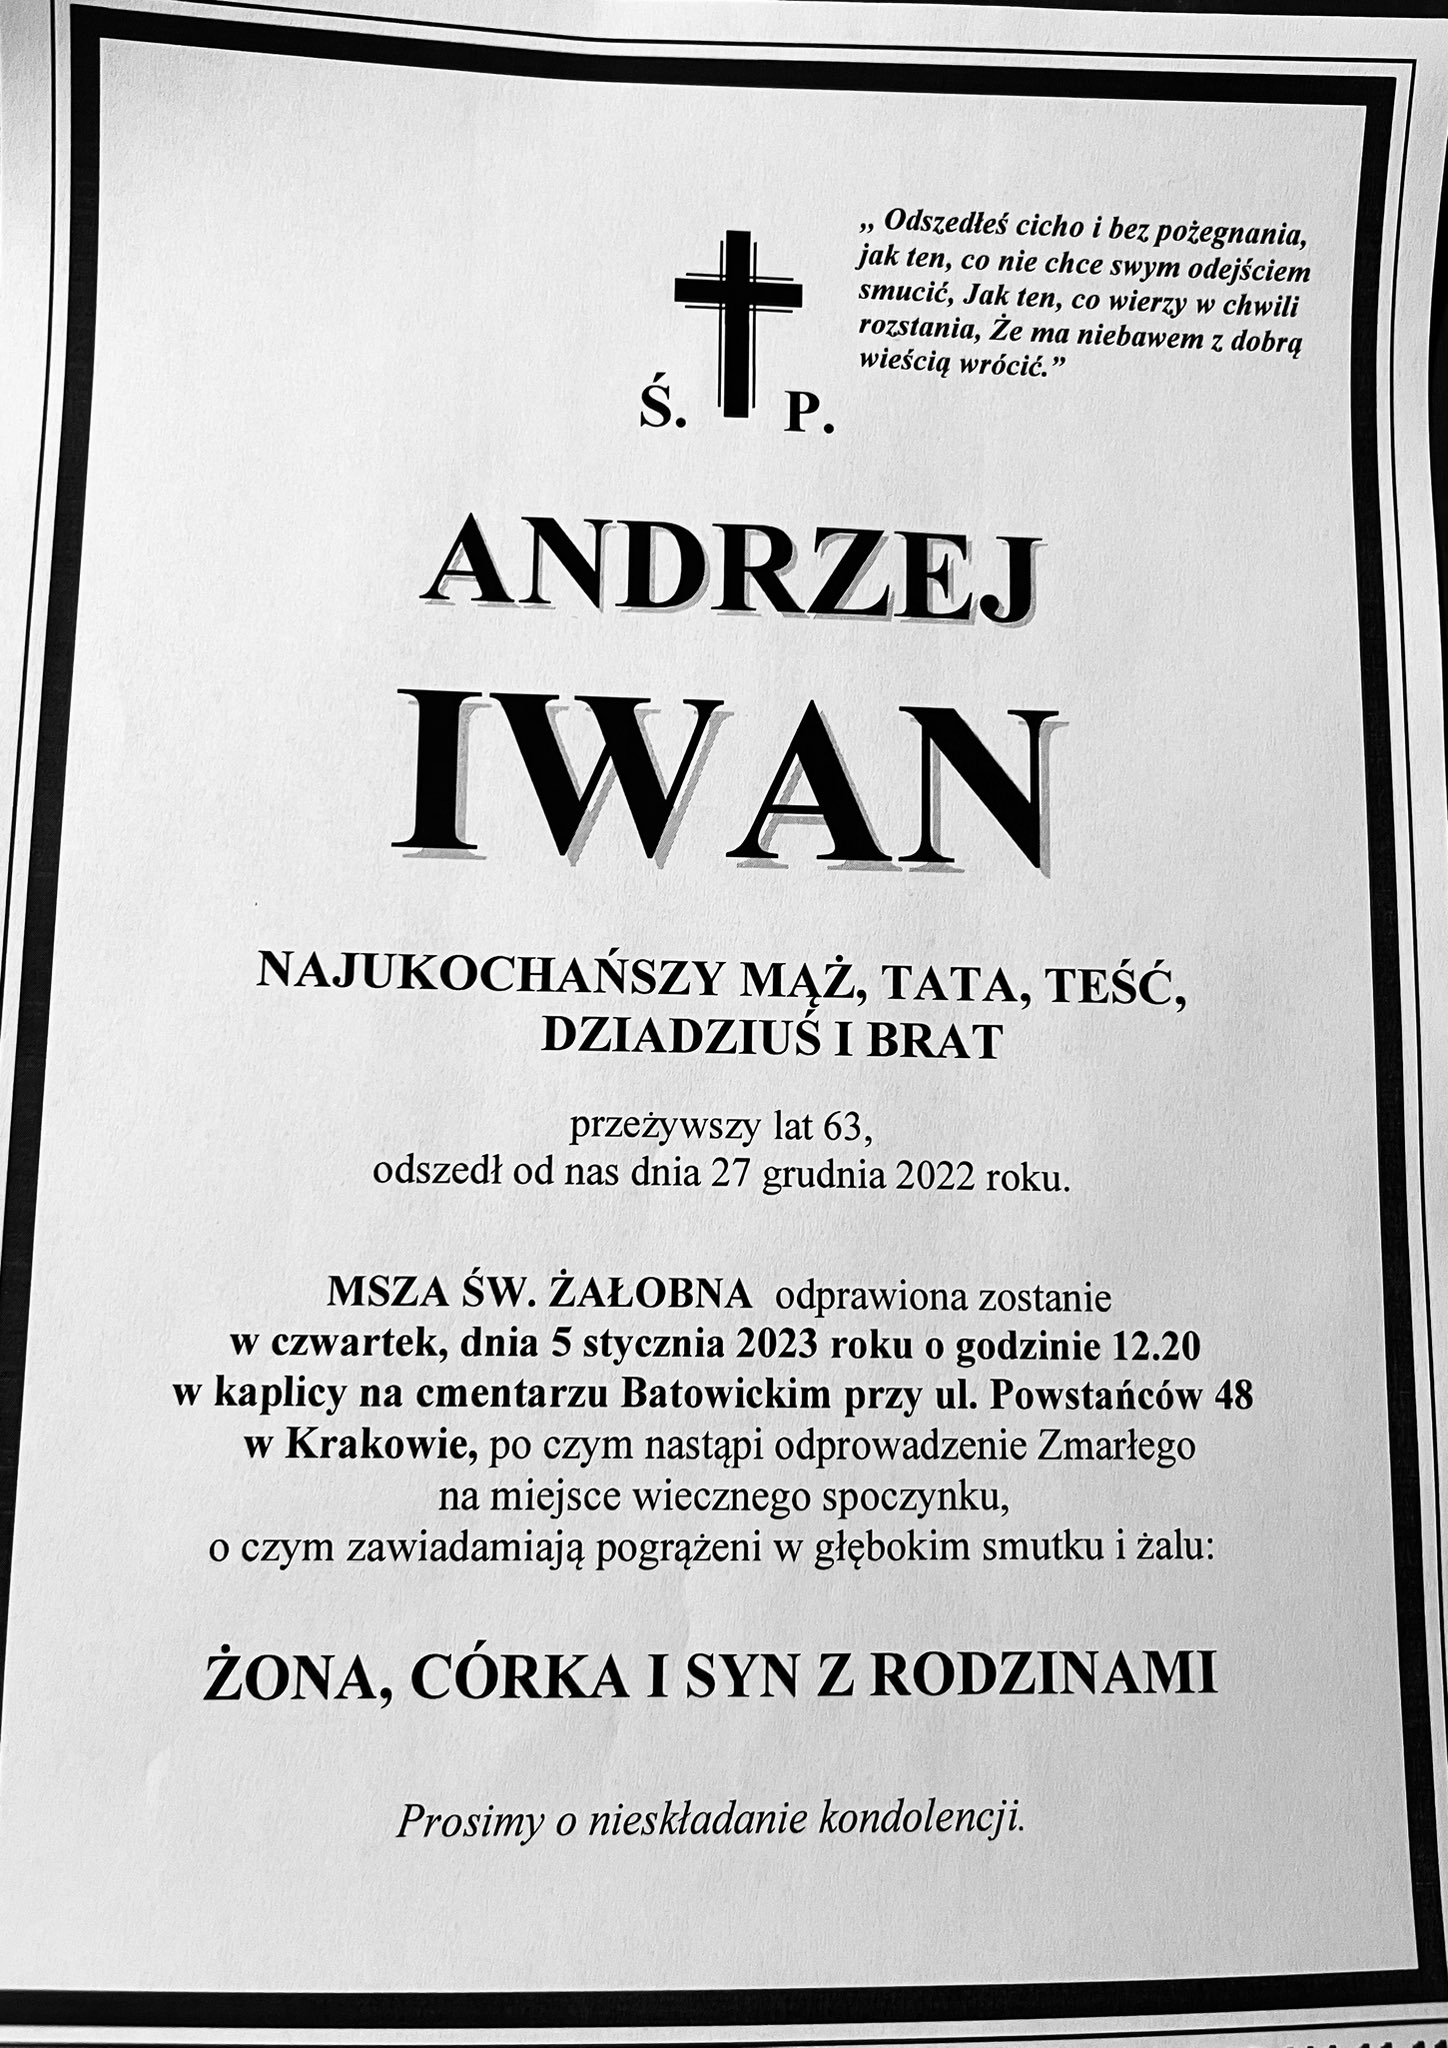 „ Odszedłeś cicho i bez pożegnania,
jak ten, co nie chce swym odejściem
smucić, Jak ten, co wierzy w chwili
rozstania, Że ma niebawem z dobrą
wieścią wrócić.”
Ś. P.
ANDRZEJ
IWAN
NAJUKOCHAŃSZY MĄŻ, TATA, TEŚĆ,
DZIADZIUŚ I BRAT
przeżywszy lat 63,
odszedł od nas dnia 27 grudnia 2022 roku.
MSZA ŚW. ŻAŁOBNA odprawiona zostanie
w czwartek, dnia 5 stycznia 2023 roku o godzinie 12.20
w kaplicy na cmentarzu Batowickim przy ul. Powstańców 48
w Krakowie, po czym nastąpi odprowadzenie Zmarłego
na miejsce wiecznego spoczynku,
o czym zawiadamiają pogrążeni w głębokim smutku i żalu:
ŻONA, CÓRKA I SYN Z RODZINAMI
Prosimy o nieskładanie kondolencji.